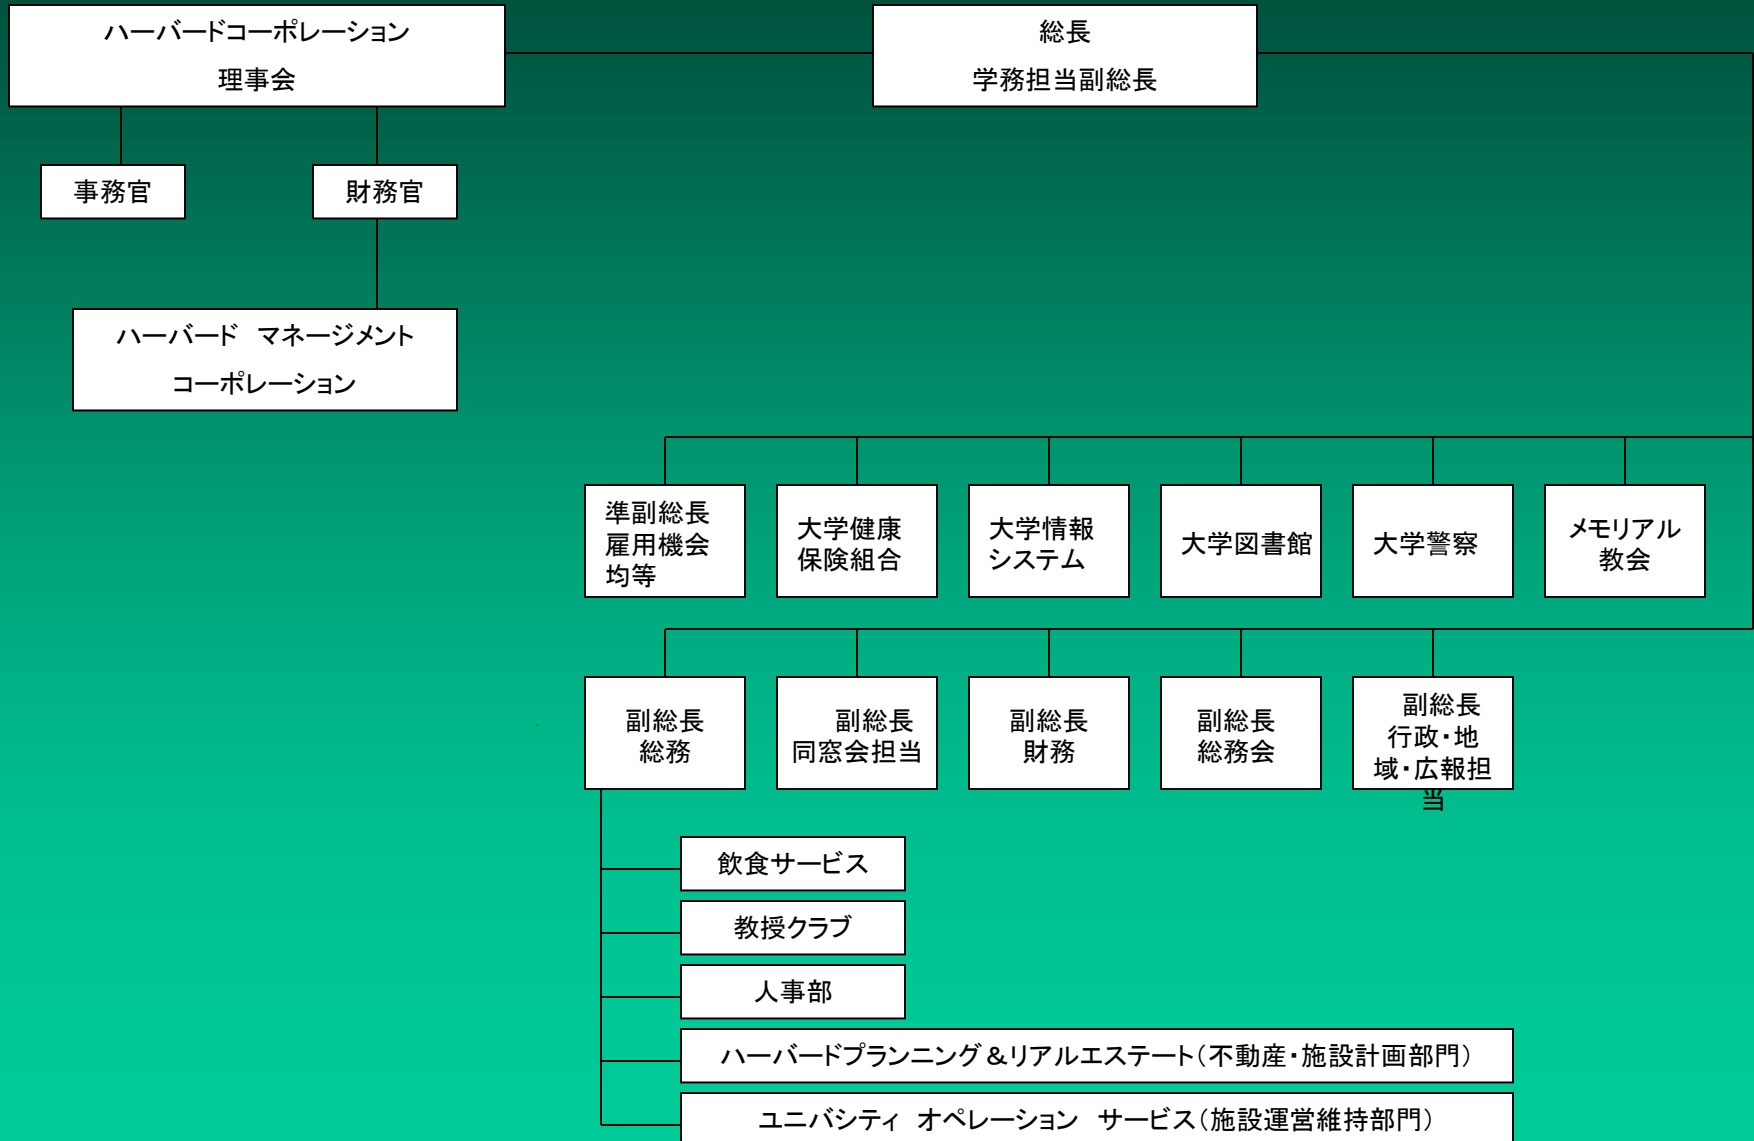 ハーバードコーポレーション
理事会
総長
学務担当副総長
事務官
財務官
ハーバード　マネージメント
コーポレーション
準副総長
雇用機会
均等
大学健康
保険組合
大学情報
システム
大学図書館
大学警察
メモリアル
教会
副総長
総務
副総長
同窓会担当
副総長
財務
副総長
総務会
副総長
行政・地
域・広報担
当
飲食サービス
教授クラブ
人事部
ハーバードプランニング＆リアルエステート（不動産・施設計画部門）
ユニバシティ　オペレーション　サービス（施設運営維持部門）